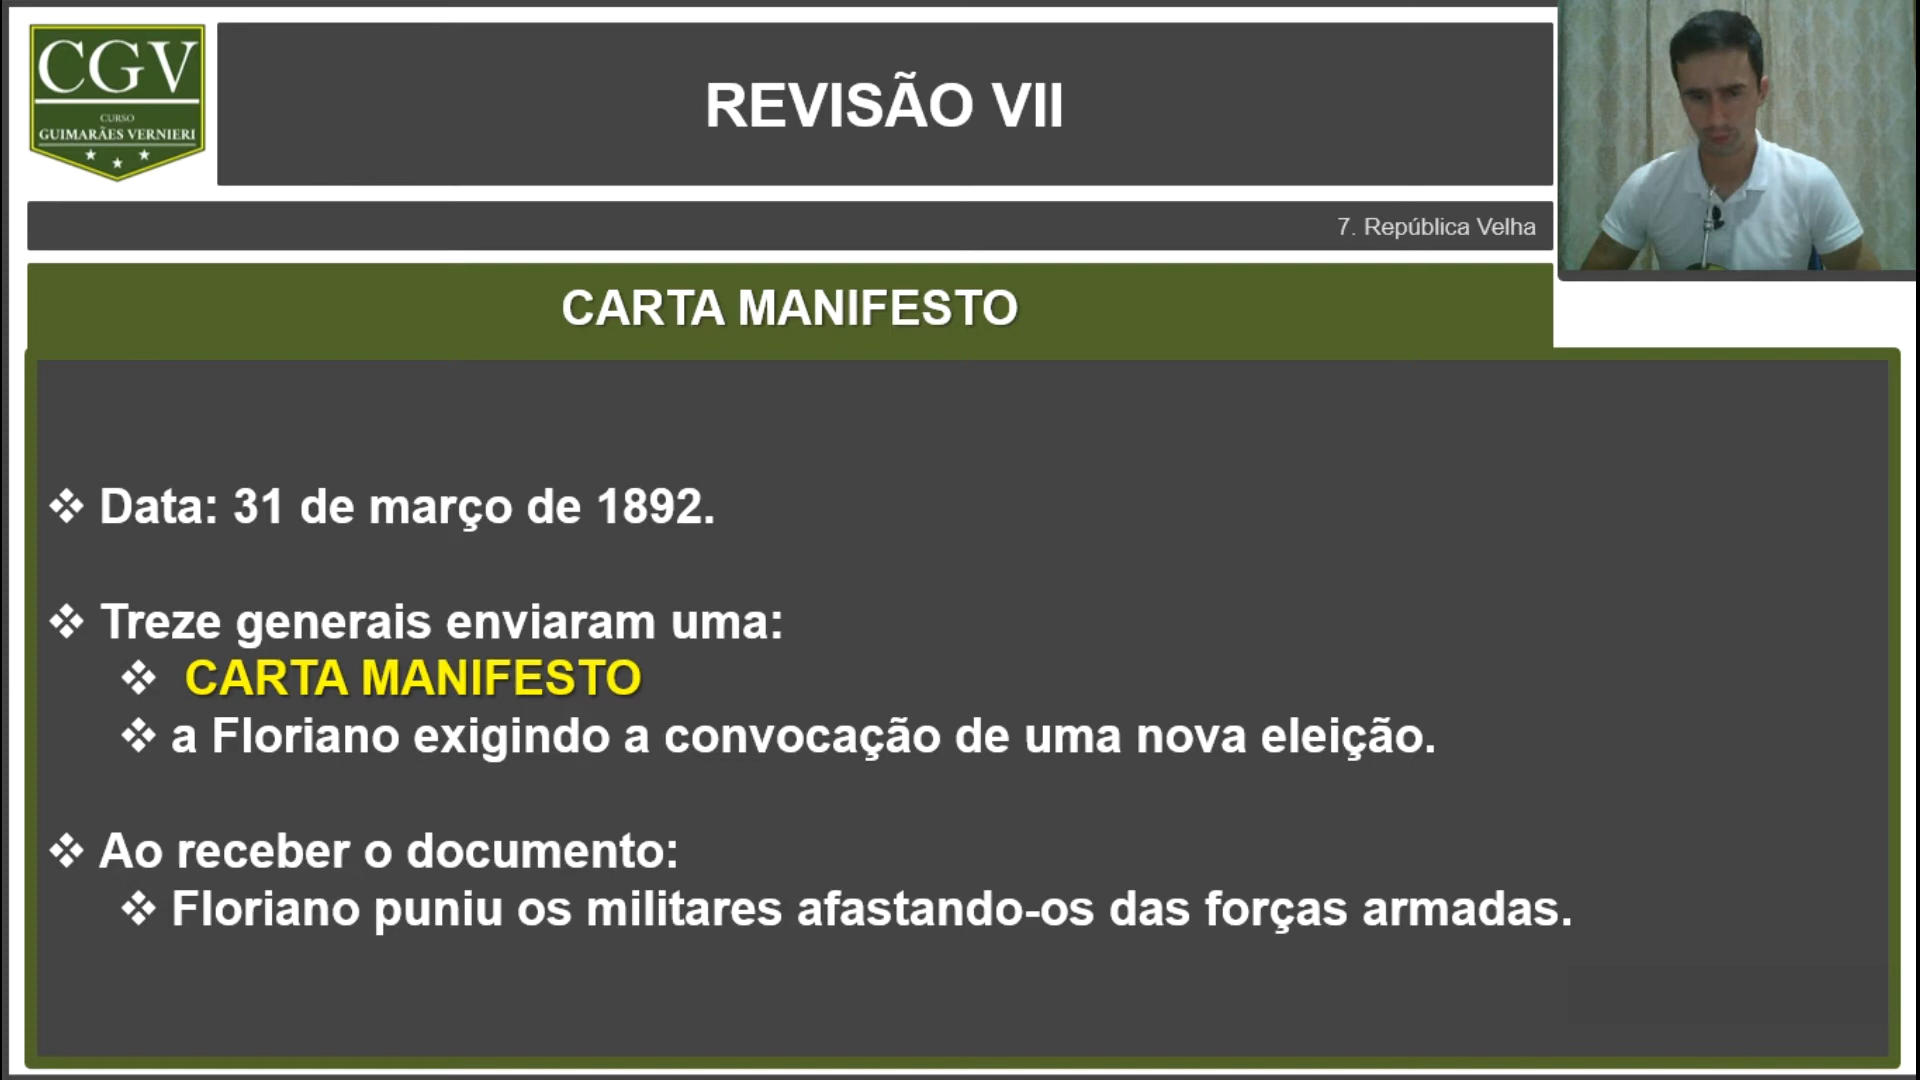 CGV
CURSO
GUIMARÃES VERNIERI
REVISÃO VII
7. República Velha
CARTA MANIFESTO
❖ Data: 31 de março de 1892.
❖ Treze generais enviaram uma:
❖ CARTA MANIFESTO
❖ a Floriano exigindo a convocação de uma nova eleição.
❖ Ao receber o documento:
❖ Floriano puniu os militares afastando-os das forças armadas.